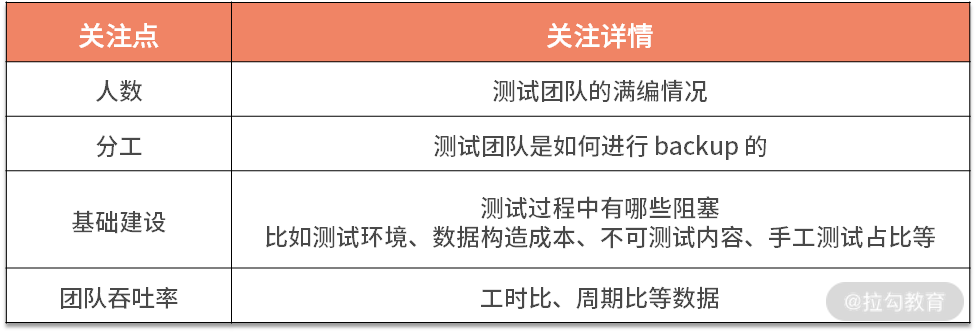 关注点 关注详情
人数 测试团队的满编情况
分工 测试团队是如何进行 backup 的
基础建设 测试过程中有哪些阻塞
比如测试环境、数据构造成本、不可测试内容、手工测试占比等
团队吞吐率 工时比、周期比等数据
@拉勾教育